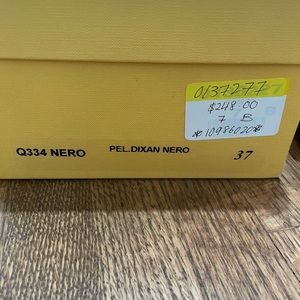 0137277
$248.00
7 B
*10986020*
Q334 NERO
PEL.DIXAN NERO
37